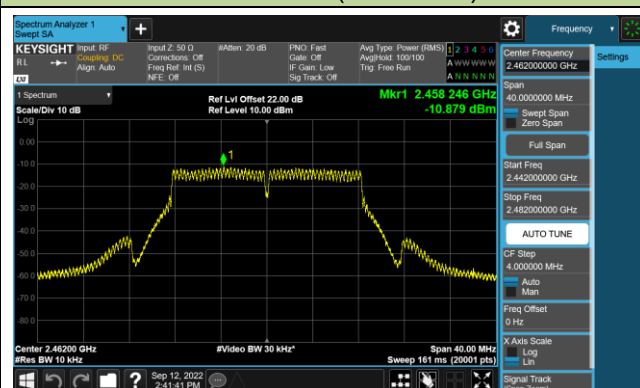 Spectrum Analyzer 1
Swept SA
Frequency
KEYSIGHT
RL
LXI
Input: RF
Coupling: DC
Align: Auto
Input Z: 50 Ω
Corrections: Off
Freq Ref: Int (S)
NFE: Off
#Atten: 20 dB
PNO: Fast
Gate: Off
IF Gain: Low
Sig Track: Off
Avg Type: Power (RMS)
Avg|Hold: 100/100
Trig: Free Run
1 2 3 4 5 6
A W W W W W
A N N N N N
Center Frequency
2.462000000 GHz
Settings
1 Spectrum
Scale/Div 10 dB
Log
Ref Lvl Offset 22.00 dB
Ref Level 10.00 dBm
Mkr1 2.458 246 GHz
-10.879 dBm
Span
40.0000000 MHz
Swept Span
Zero Span
Full Span
Start Freq
2.442000000 GHz
Stop Freq
2.482000000 GHz
AUTO TUNE
CF Step
4.000000 MHz
Auto
Man
Freq Offset
0 Hz
X Axis Scale
Log
Lin
Signal Track
0.00
-10.0
-20.0
-30.0
-40.0
-50.0
-60.0
-70.0
-80.0
1
Center 2.46200 GHz
#Res BW 10 kHz
#Video BW 30 kHz*
Span 40.00 MHz
Sweep 161 ms (20001 pts)
Sep 12, 2022
2:41:41 PM